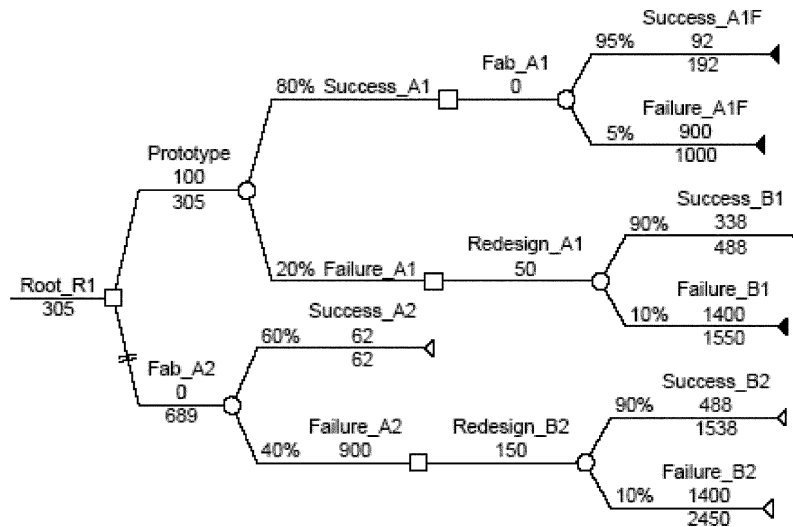 Success_A1F
95% 92
192
Fab_A1
0
80% Success_A1
Failure_A1F
5% 900
1000
Prototype
100
305
Success_B1
90% 338
488
Redesign_A1
50
20% Failure_A1
Failure_B1
10% 1400
1550
Root_R1
305
Success_A2
60% 62
62
Fab_A2
0
689
Success_B2
90% 488
1538
Failure_A2
40% 900
Redesign_B2
150
Failure_B2
10% 1400
2450